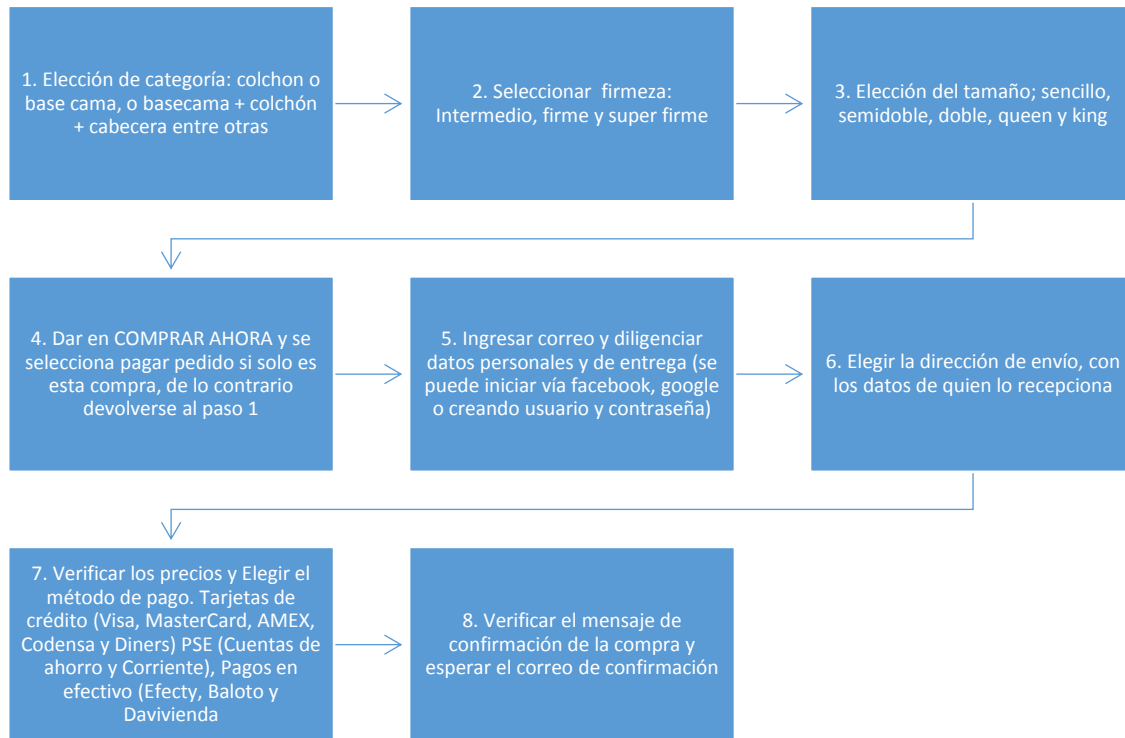 1. Elección de categoría: colchon o
base cama, o basecama + colchón
+ cabecera entre otras
2. Seleccionar firmeza:
Intermedio, firme y super firme
3. Elección del tamaño; sencillo,
semidoble, doble, queen y king
4. Dar en COMPRAR AHORA y se
selecciona pagar pedido si solo es
esta compra, de lo contrario
devolverse al paso 1
5. Ingresar correo y diligenciar
datos personales y de entrega (se
puede iniciar vía facebook, google
o creando usuario y contraseña)
6. Elegir la dirección de envío, con
los datos de quien lo recepciona
7. Verificar los precios y Elegir el
método de pago. Tarjetas de
crédito (Visa, MasterCard, AMEX,
Codensa y Diners) PSE (Cuentas de
ahorro y Corriente), Pagos en
efectivo (Efecty, Baloto y
Davivienda
8. Verificar el mensaje de
confirmación de la compra y
esperar el correo de confirmación